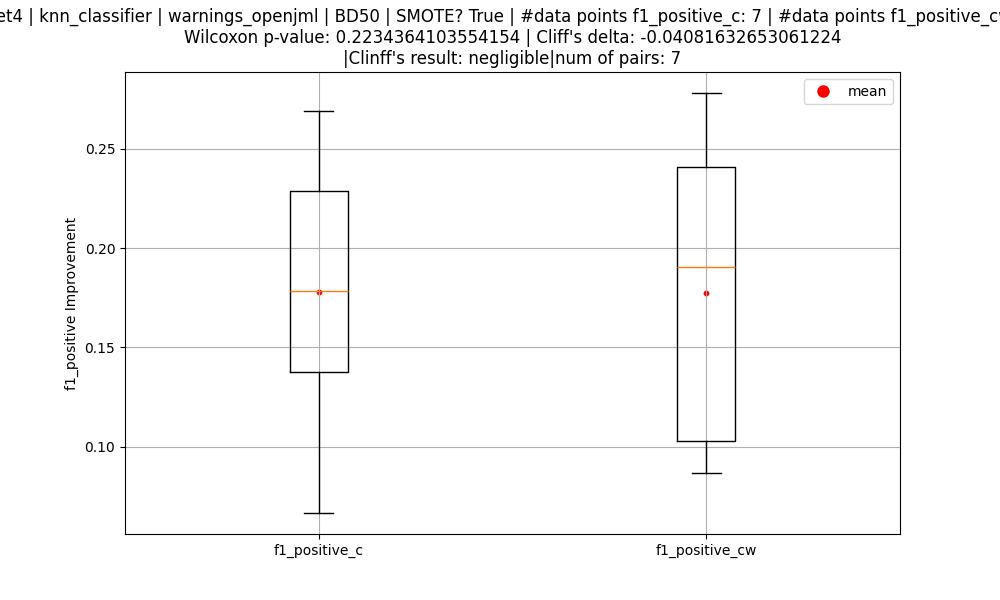 et4 | knn_classifier | warnings_openjml | BD50 | SMOTE? True | #data points f1_positive_c: 7 | #data points f1_positive_cw
Wilcoxon p-value: 0.2234364103554154 | Cliff's delta: -0.04081632653061224
|Clinff's result: negligible|num of pairs: 7
mean
0.25
0.20
0.15
0.10
f1_positive Improvement
f1_positive_c
f1_positive_cw